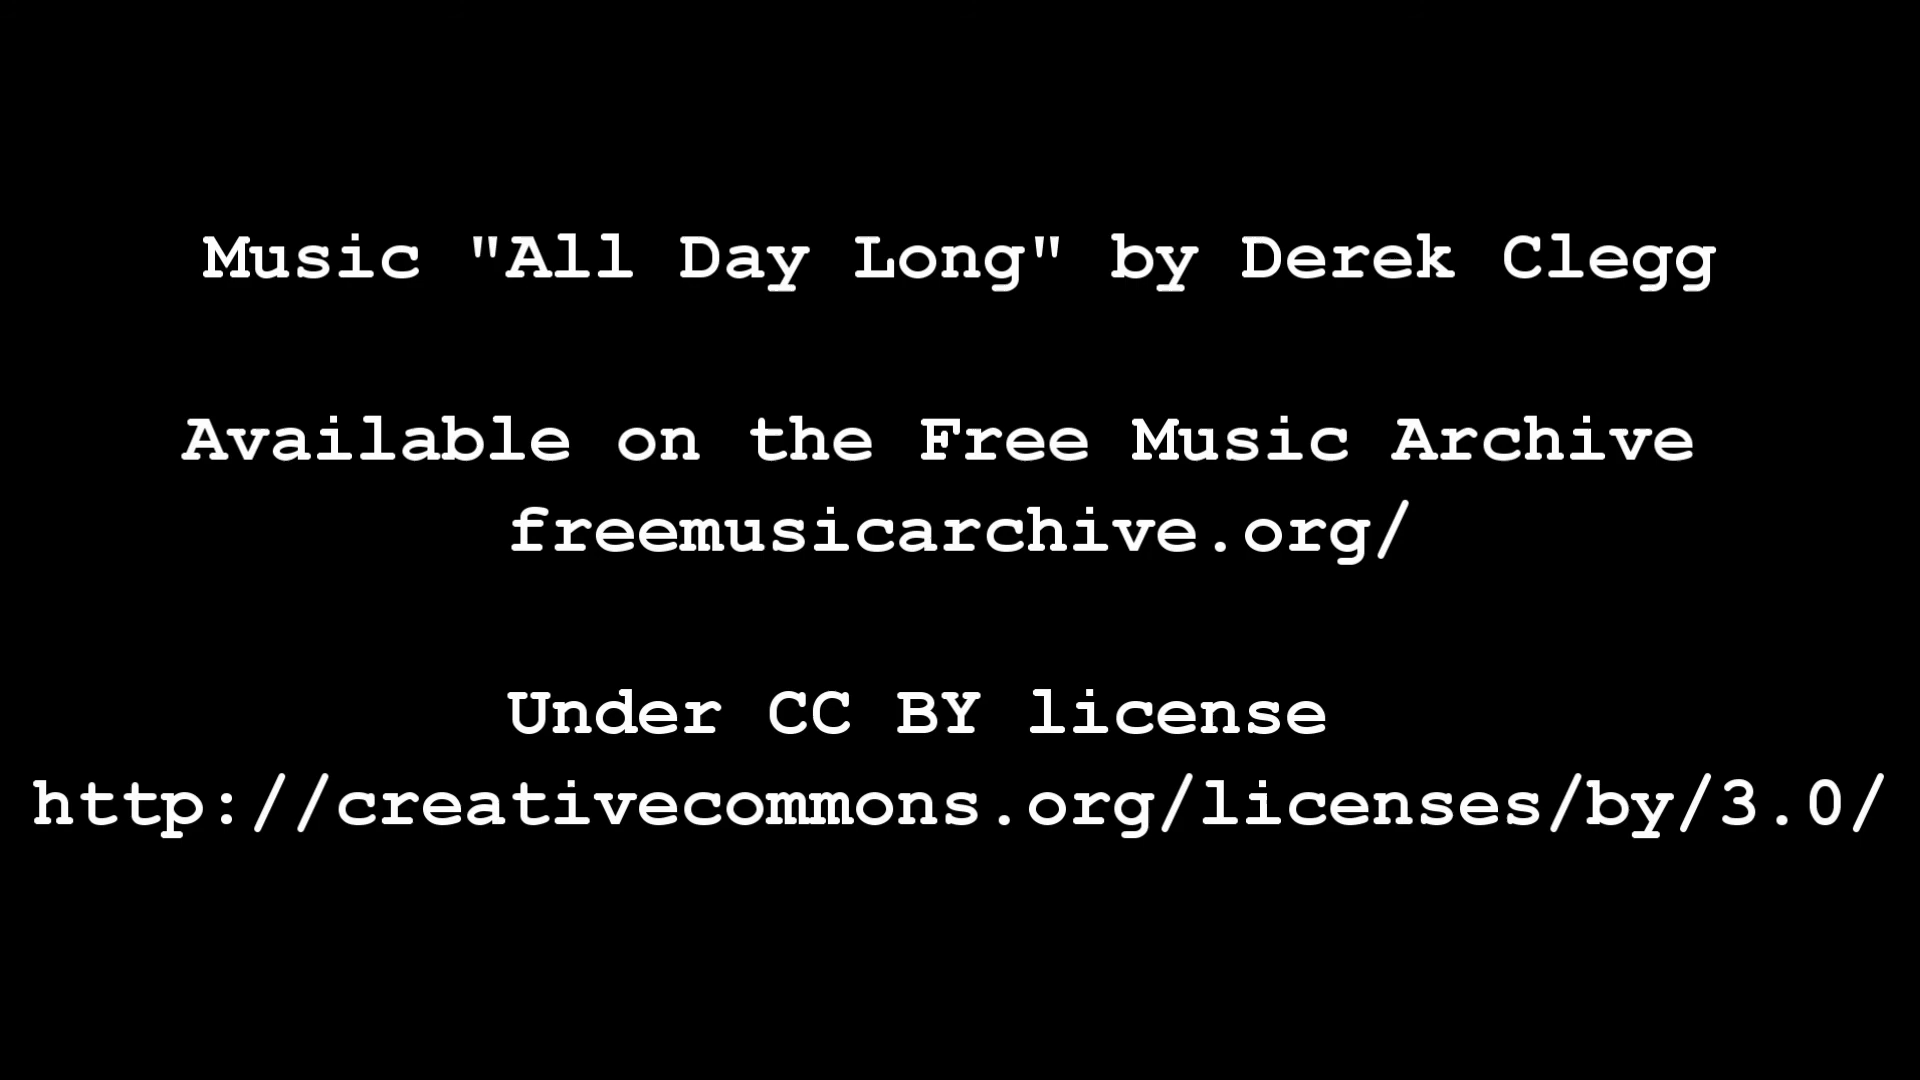 Music "All Day Long" by Derek Clegg
Available on the Free Music Archive
freemusicarchive.org/
Under CC BY license
http://creativecommons.org/licenses/by/3.0/